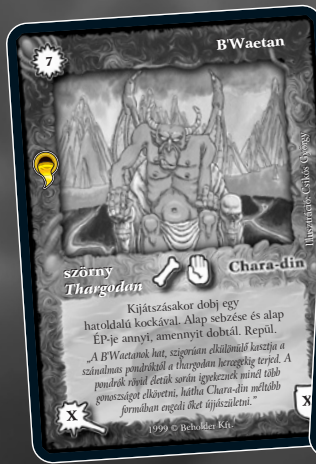 7
B'Waetan
Illusztráció: Csikós György
szörny
Thargodan
Chara-din
Kijátszásakor dobj egy
hatoldalú kockával. Alap sebzése és alap
ÉP-je annyi, amennyit dobtál. Repül.
„A B'Waetanok hat, szigorúan elkülönülő kasztja a
szánalmas pondróktól a thargodan hercegekig terjed. A
pondrók rövid életük során igyekeznek minél több
gonoszságot elkövetni, hátha Chara-din méltóbb
formában engedi őket újjászületni.”
X
X
1999 © Beholder Kft.